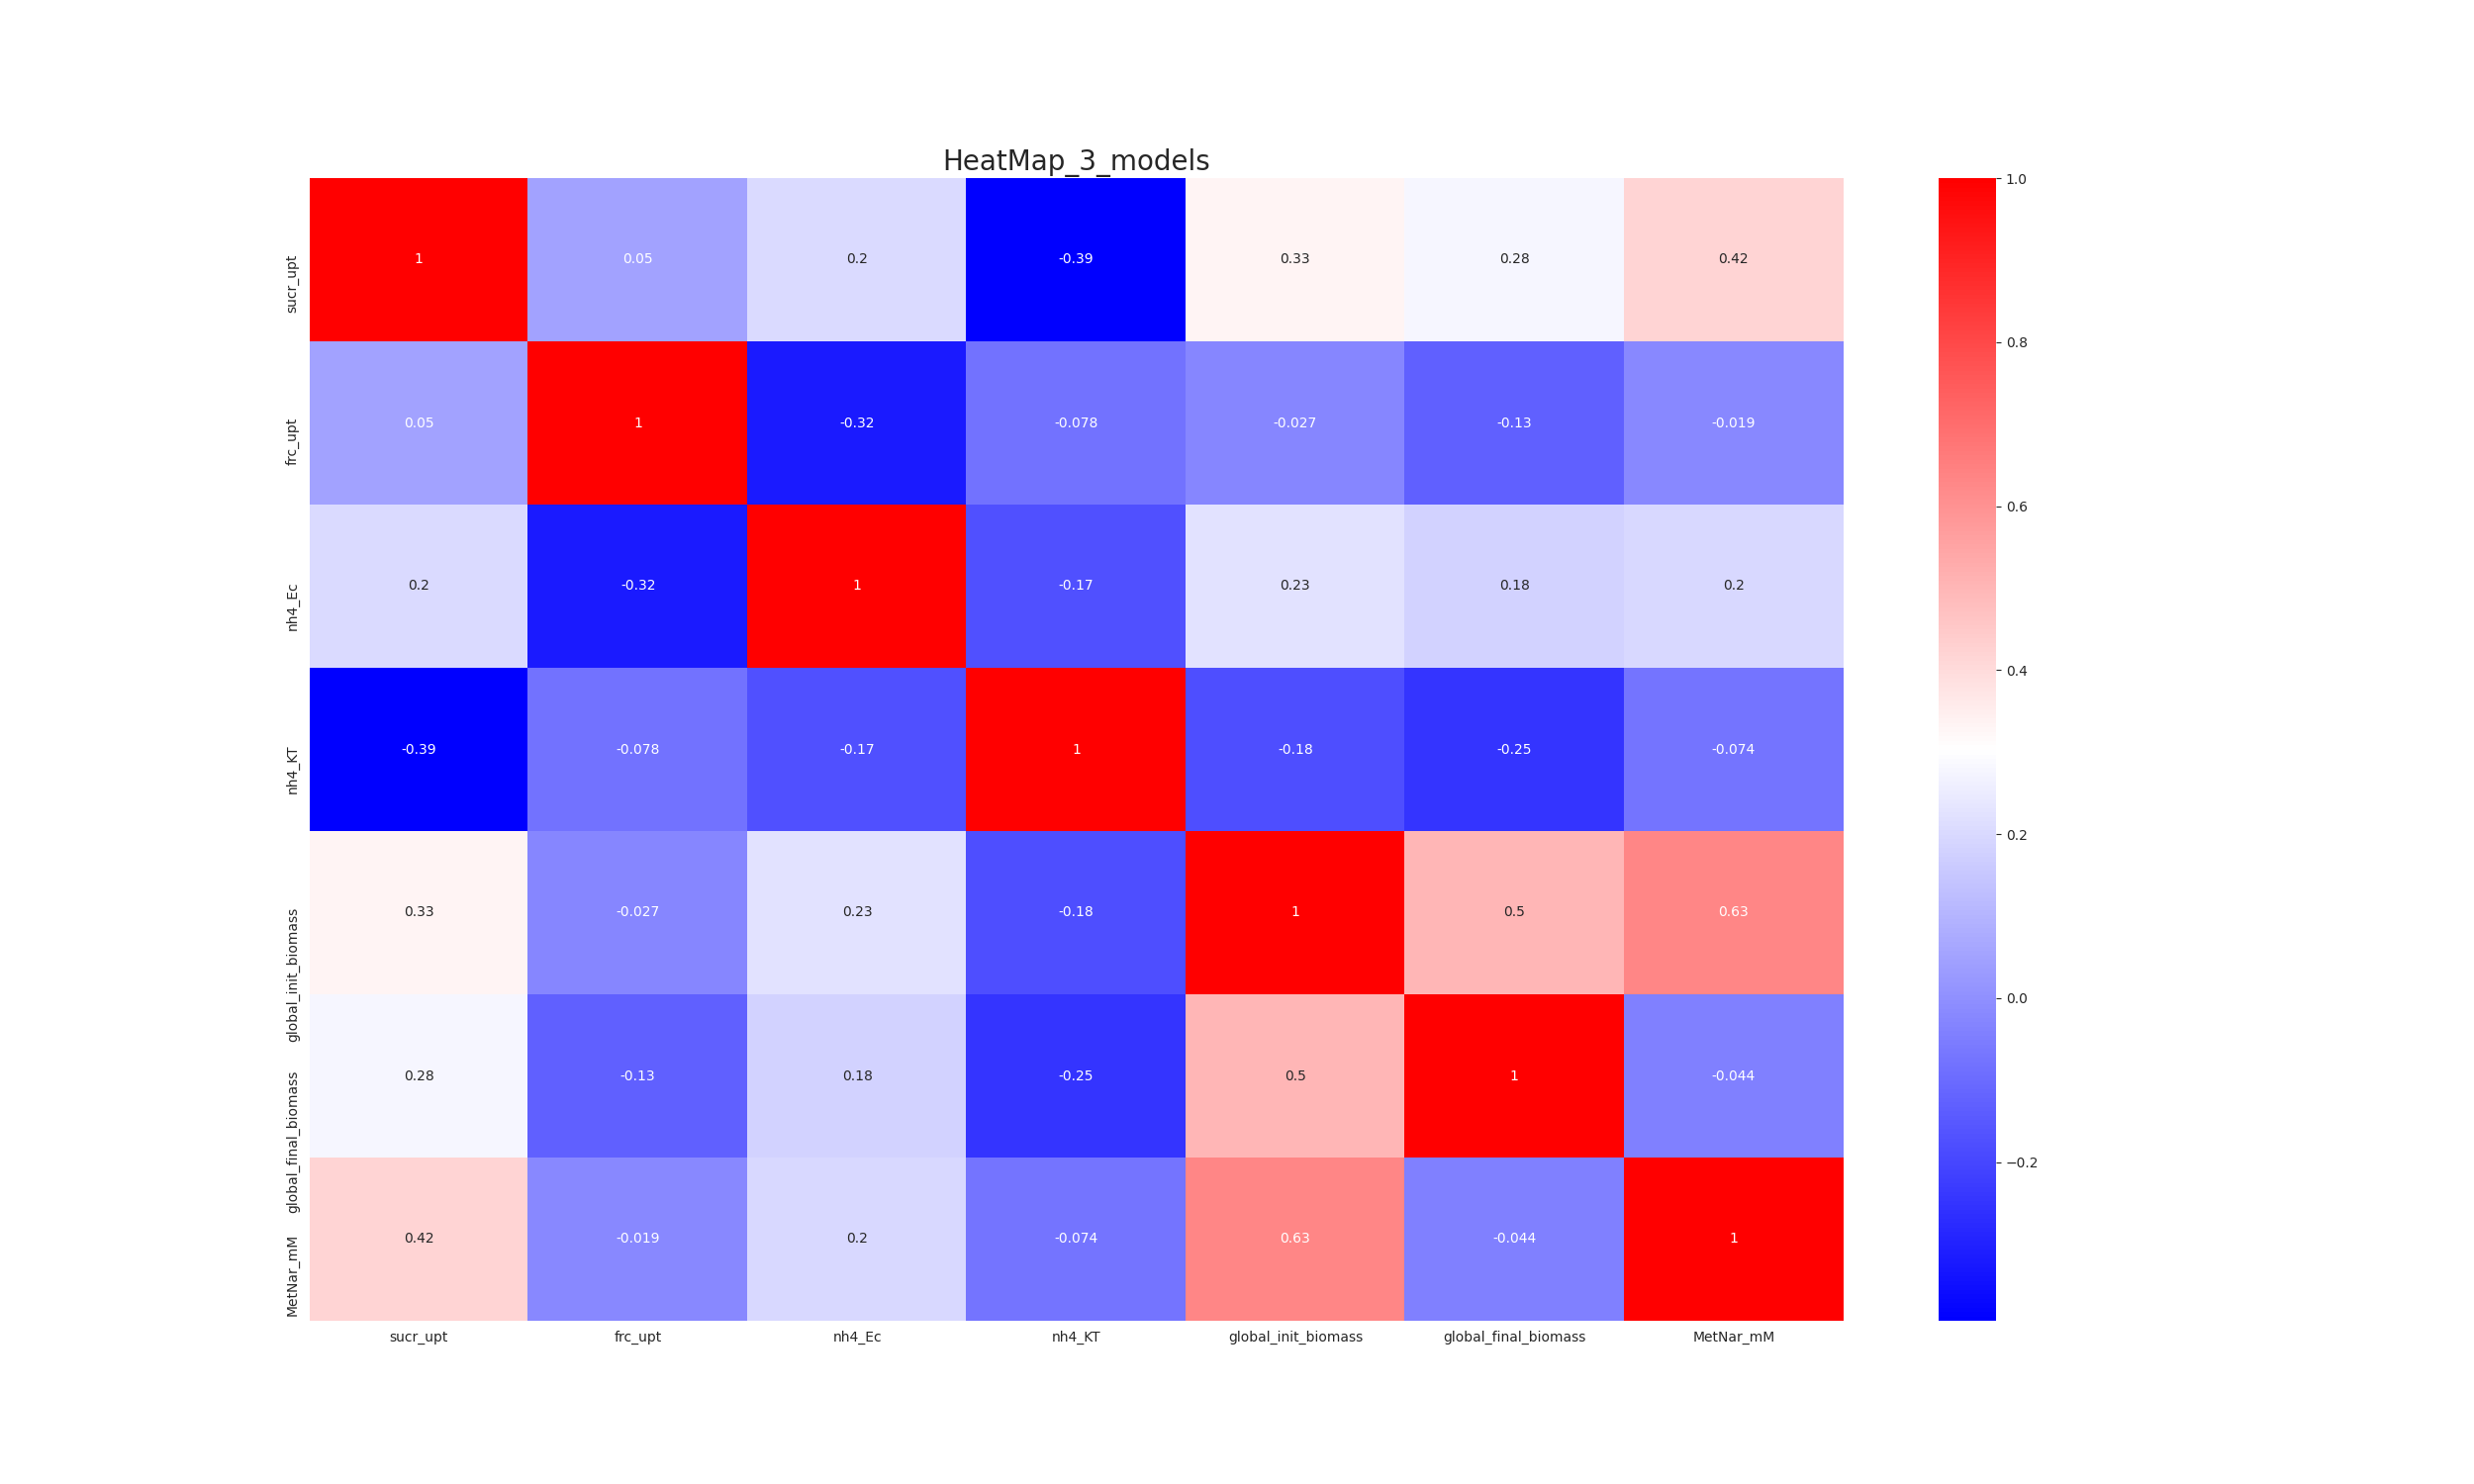 HeatMap_3_models
sucr_upt 1 0.05 0.2 -0.39 0.33 0.28 0.42
frc_upt 0.05 1 -0.32 -0.078 -0.027 -0.13 -0.019
nh4_Ec 0.2 -0.32 1 -0.17 0.23 0.18 0.2
nh4_KT -0.39 -0.078 -0.17 1 -0.18 -0.25 -0.074
global_init_biomass 0.33 -0.027 0.23 -0.18 1 0.5 0.63
global_final_biomass 0.28 -0.13 0.18 -0.25 0.5 1 -0.044
MetNar_mM 0.42 -0.019 0.2 -0.074 0.63 -0.044 1
sucr_upt frc_upt nh4_Ec nh4_KT global_init_biomass global_final_biomass MetNar_mM
1.0
0.8
0.6
0.4
0.2
0.0
−0.2